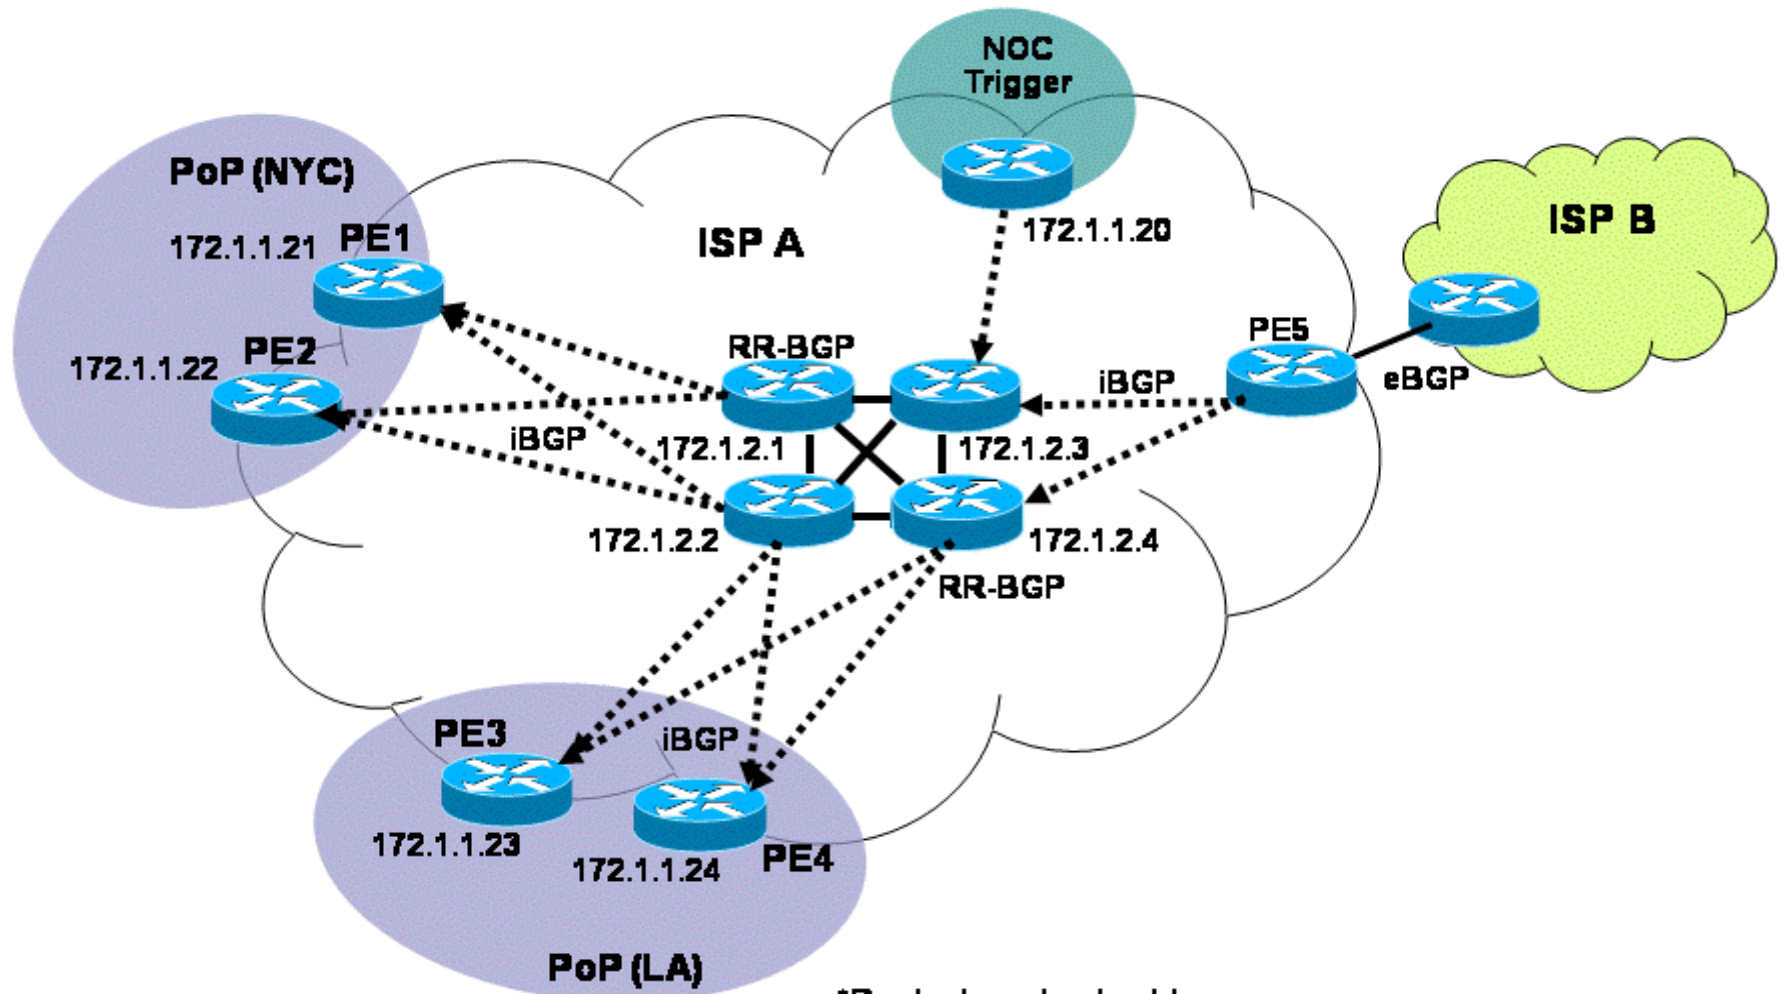 NOC
Trigger
PoP (NYC)
ISP B
172.1.1.21
PE1
ISP A
172.1.1.20
PE5
172.1.1.22
PE2
RR-BGP
iBGP
eBGP
iBGP
172.1.2.1
172.1.2.3
172.1.2.2
172.1.2.4
RR-BGP
PE3
iBGP
172.1.1.23
172.1.1.24
PE4
PoP (LA)